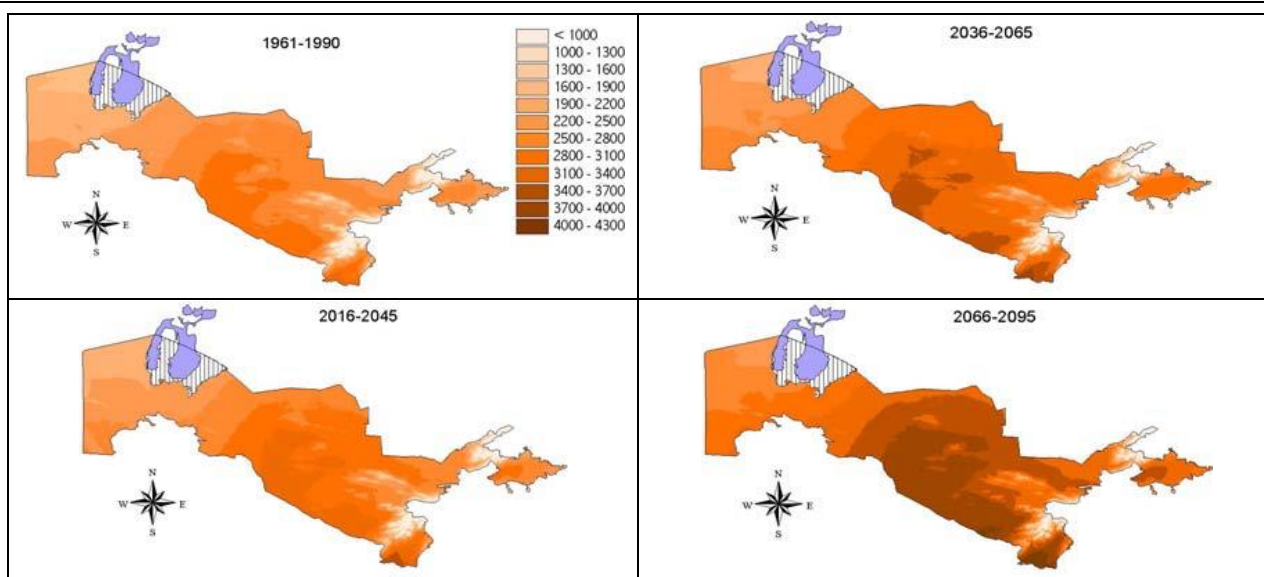 1961-1990
< 1000
1000 - 1300
1300 - 1600
1600 - 1900
1900 - 2200
2200 - 2500
2500 - 2800
2800 - 3100
3100 - 3400
3400 - 3700
3700 - 4000
4000 - 4300
N
W E
S
2036-2065
N
W E
S
2016-2045
N
W E
S
2066-2095
N
W E
S